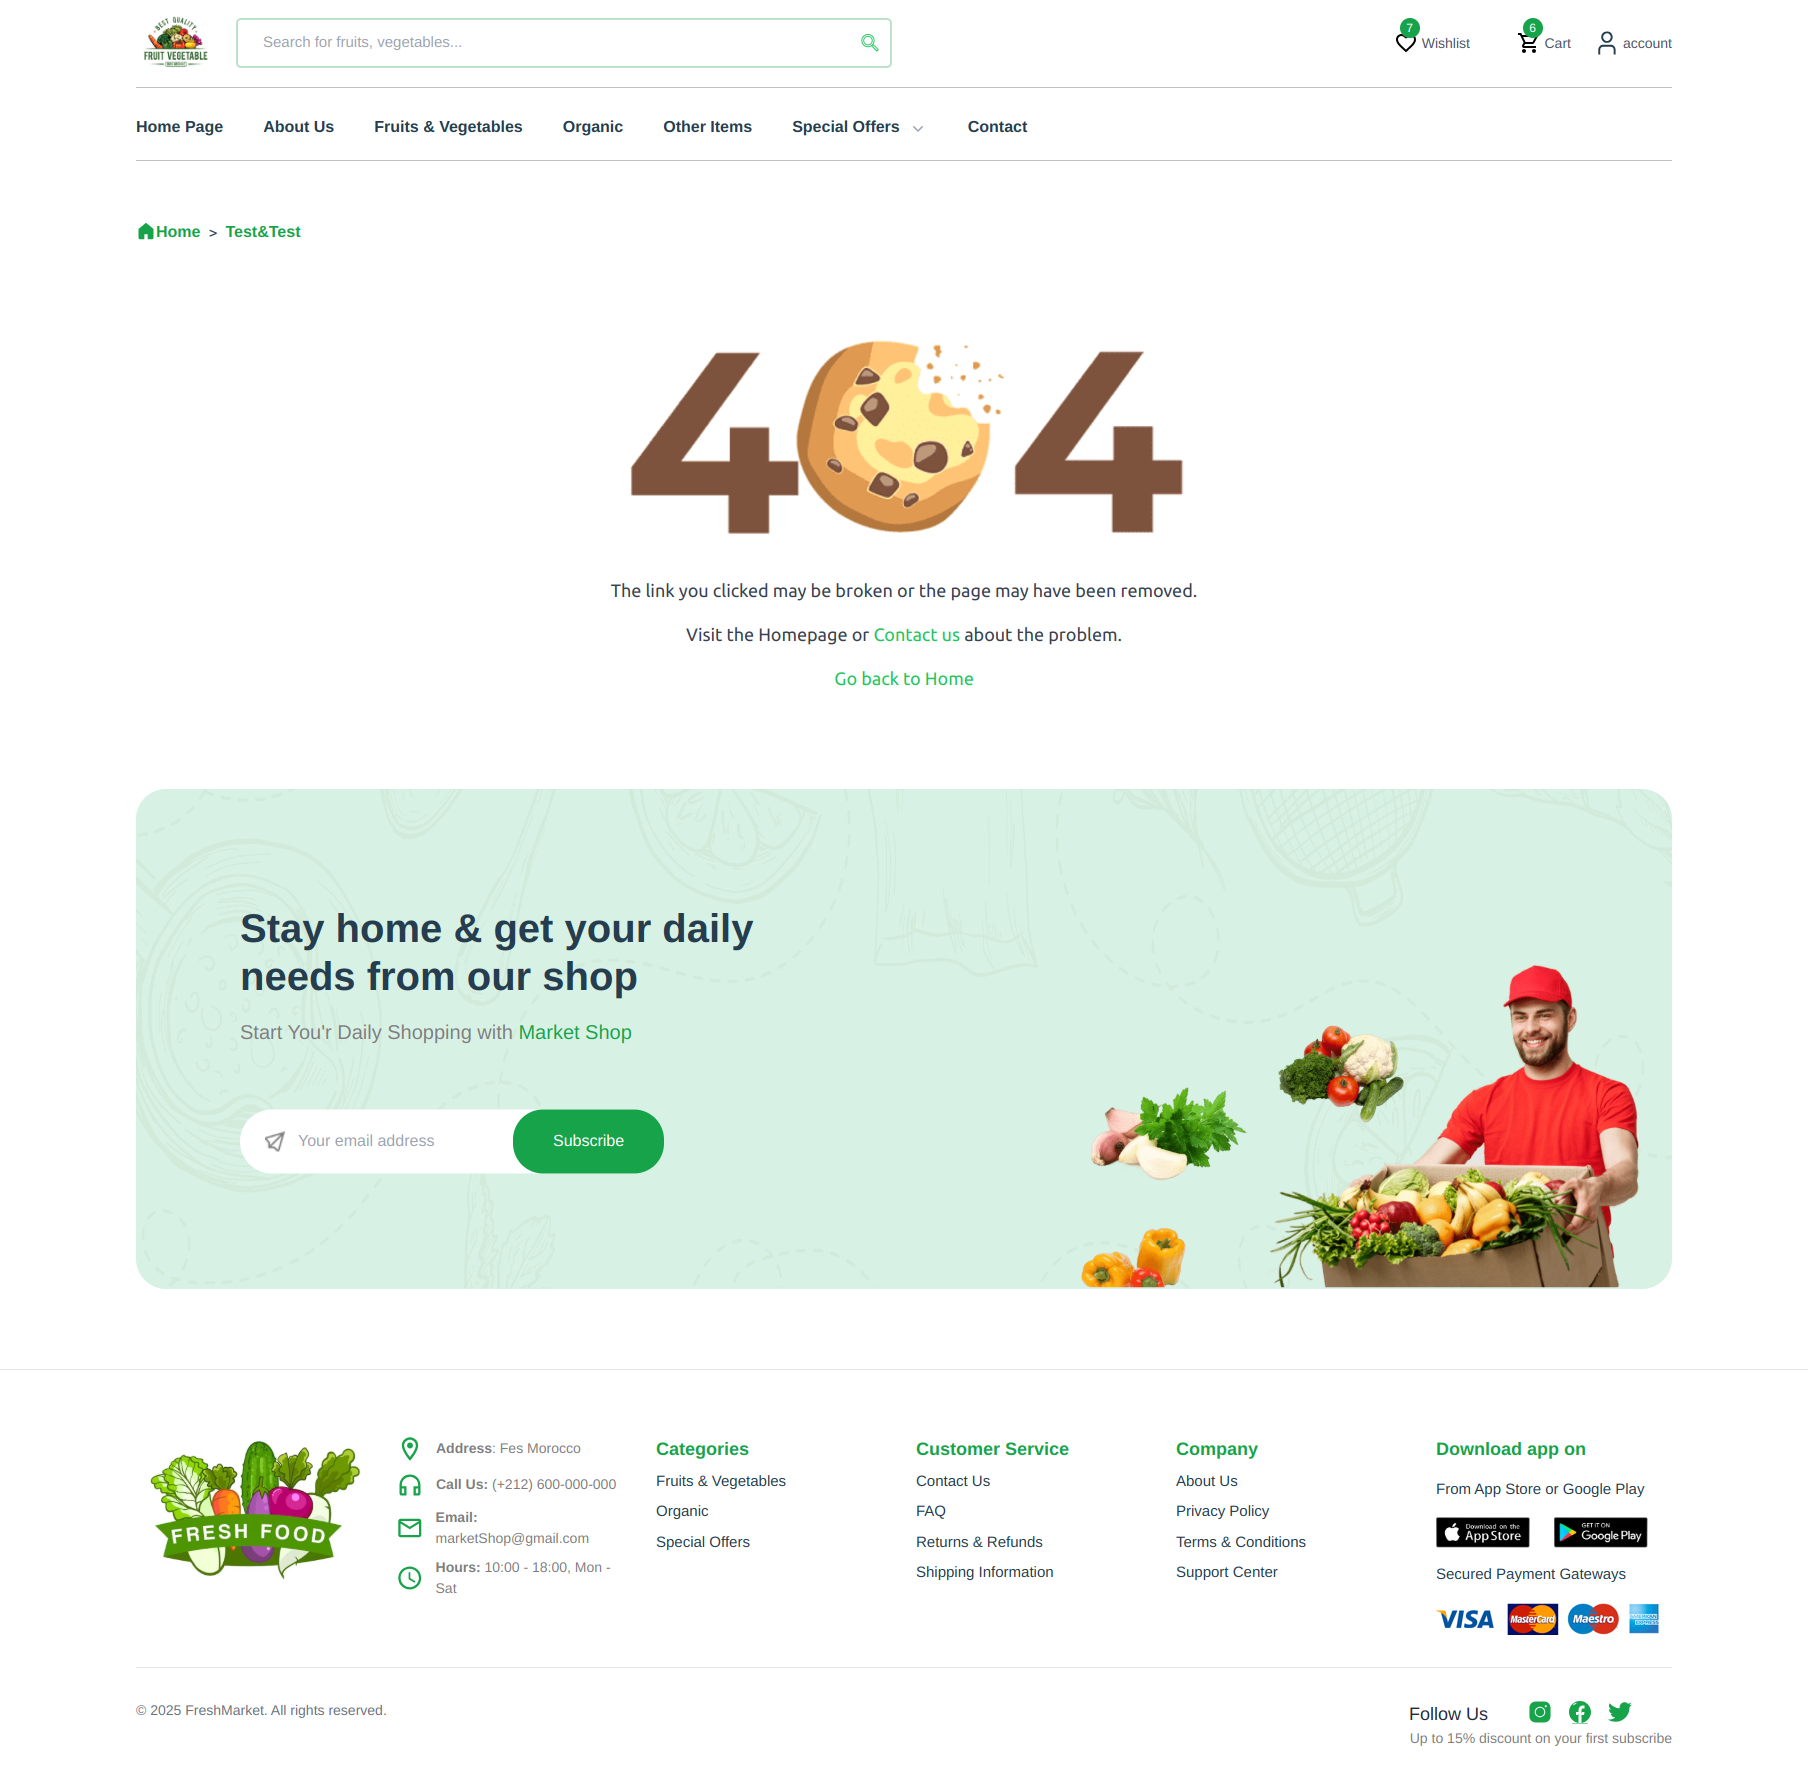 BEST QUALITY
FRUIT VEGETABLE
Search for fruits, vegetables...
7
Wishlist
6
Cart
account
Home Page
About Us
Fruits & Vegetables
Organic
Other Items
Special Offers
Contact
Home > Test&Test
4 4
The link you clicked may be broken or the page may have been removed.
Visit the Homepage or Contact us about the problem.
Go back to Home
Stay home & get your daily
needs from our shop
Start You'r Daily Shopping with Market Shop
Your email address
Subscribe
FRESH FOOD
Address: Fes Morocco
Call Us: (+212) 600-000-000
Email:
marketShop@gmail.com
Hours: 10:00 - 18:00, Mon -
Sat
Categories
Fruits & Vegetables
Organic
Special Offers
Customer Service
Contact Us
FAQ
Returns & Refunds
Shipping Information
Company
About Us
Privacy Policy
Terms & Conditions
Support Center
Download app on
From App Store or Google Play
Download on the
App Store
GET IT ON
Google Play
Secured Payment Gateways
VISA
MasterCard
Maestro
AMERICAN
EXPRESS
© 2025 FreshMarket. All rights reserved.
Follow Us
Up to 15% discount on your first subscribe